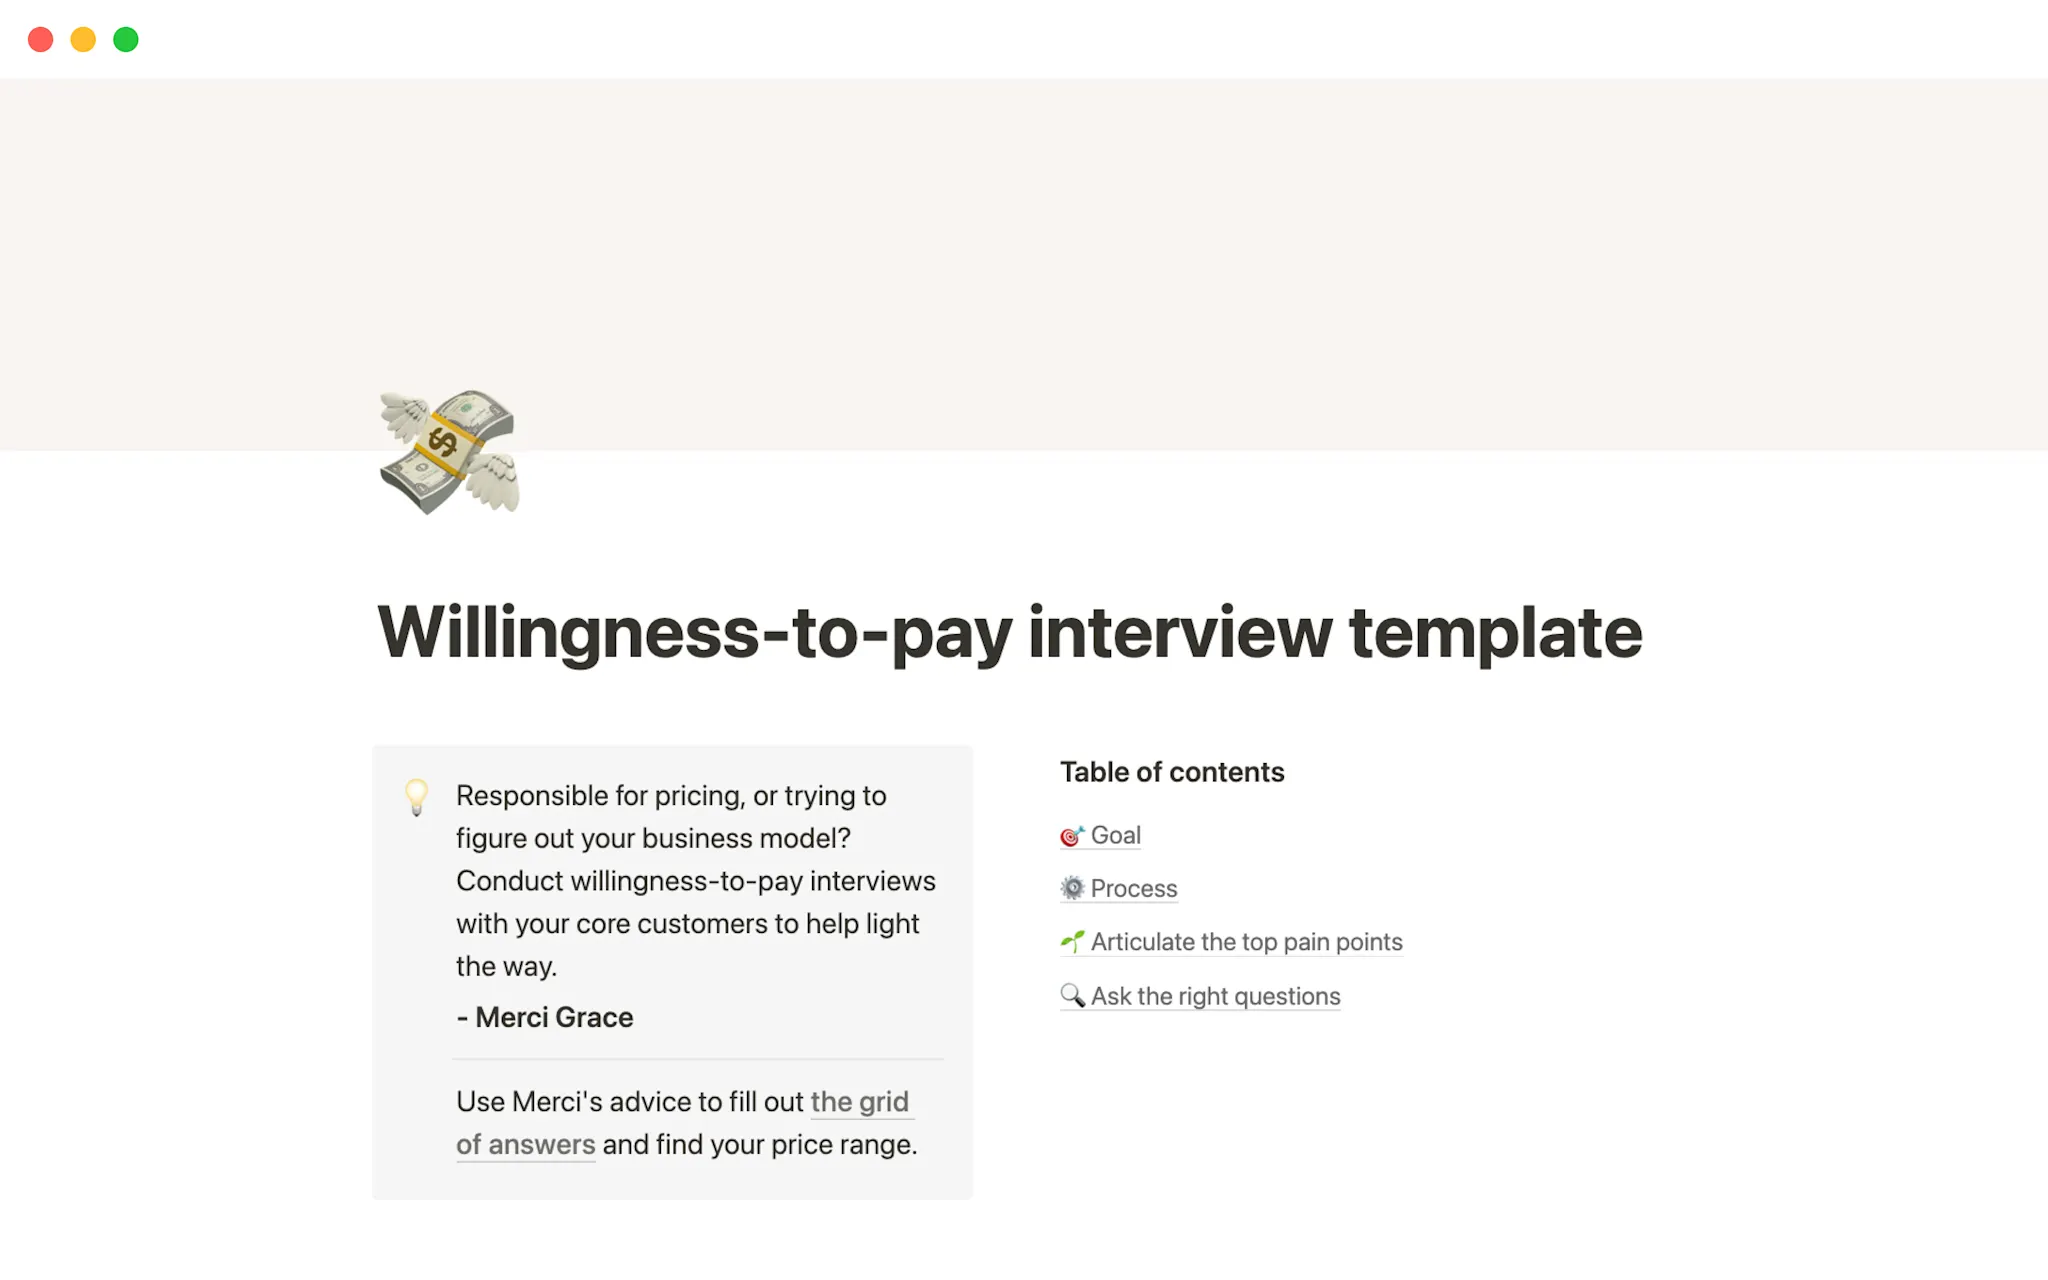 Willingness-to-pay interview template
Responsible for pricing, or trying to
figure out your business model?
Conduct willingness-to-pay interviews
with your core customers to help light
the way.
- Merci Grace
Use Merci's advice to fill out the grid
of answers and find your price range.
Table of contents
Goal
Process
Articulate the top pain points
Ask the right questions